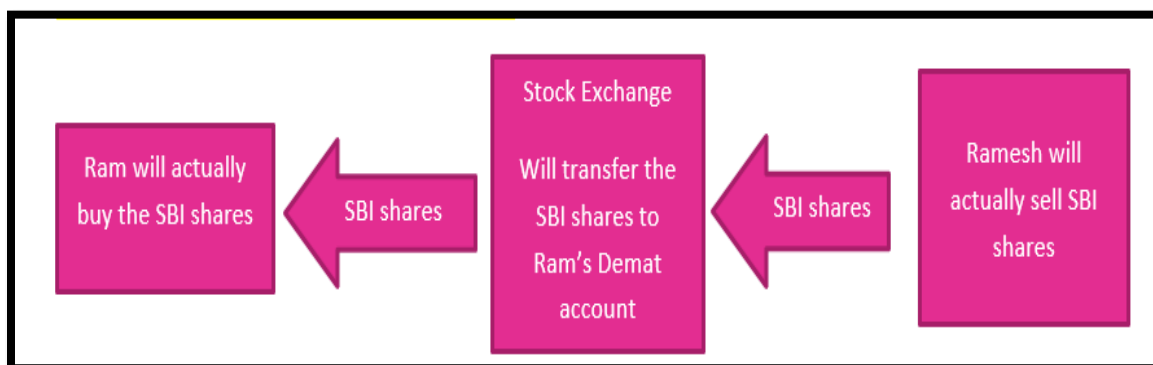 Ram will actually
buy the SBI shares
SBI shares
Stock Exchange
Will transfer the
SBI shares to
Ram’s Demat
account
SBI shares
Ramesh will
actually sell SBI
shares